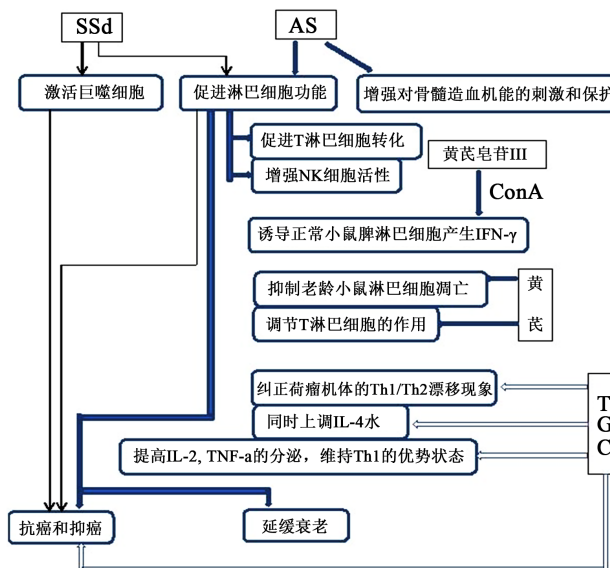 SSd
AS
激活巨噬细胞
促进淋巴细胞功能
增强对骨髓造血机能的刺激和保护
促进T淋巴细胞转化
增强NK细胞活性
黄芪皂苷III
ConA
诱导正常小鼠脾淋巴细胞产生IFN-γ
抑制老龄小鼠淋巴细胞凋亡
调节T淋巴细胞的作用
黄
芪
纠正荷瘤机体的Th1/Th2漂移现象
同时上调IL-4水
提高IL-2, TNF-a的分泌，维持Th1的优势状态
T
G
C
抗癌和抑癌
延缓衰老